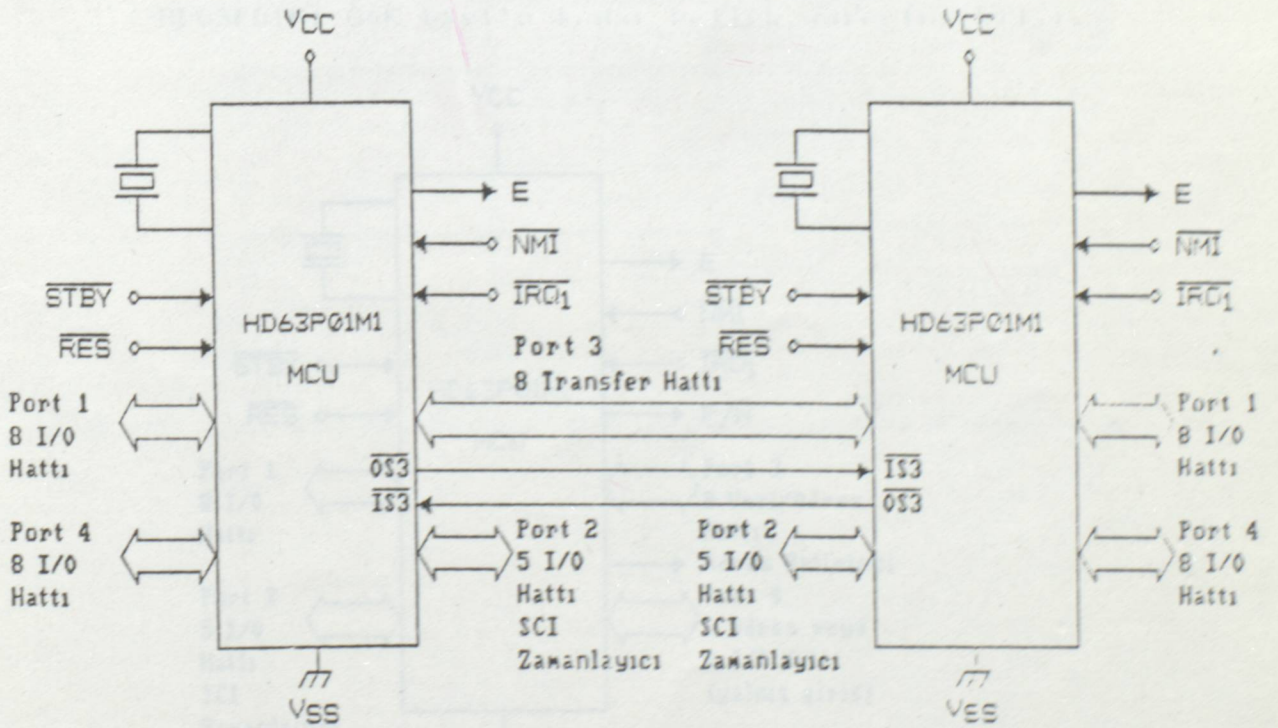 VCC
E
NMI
STBY
IRQ1
RES
HD63P01M1
MCU
Port 3
8 Transfer Hattı
Port 1
8 I/O
Hattı
OS3
IS3
Port 4
8 I/O
Hattı
Port 2
5 I/O
Hattı
SCI
Zamanlayıcı
VSS
VCC
E
NMI
STBY
IRQ1
RES
HD63P01M1
MCU
Port 1
8 I/O
Hattı
IS3
OS3
Port 2
5 I/O
Hattı
SCI
Zamanlayıcı
Port 4
8 I/O
Hattı
VSS